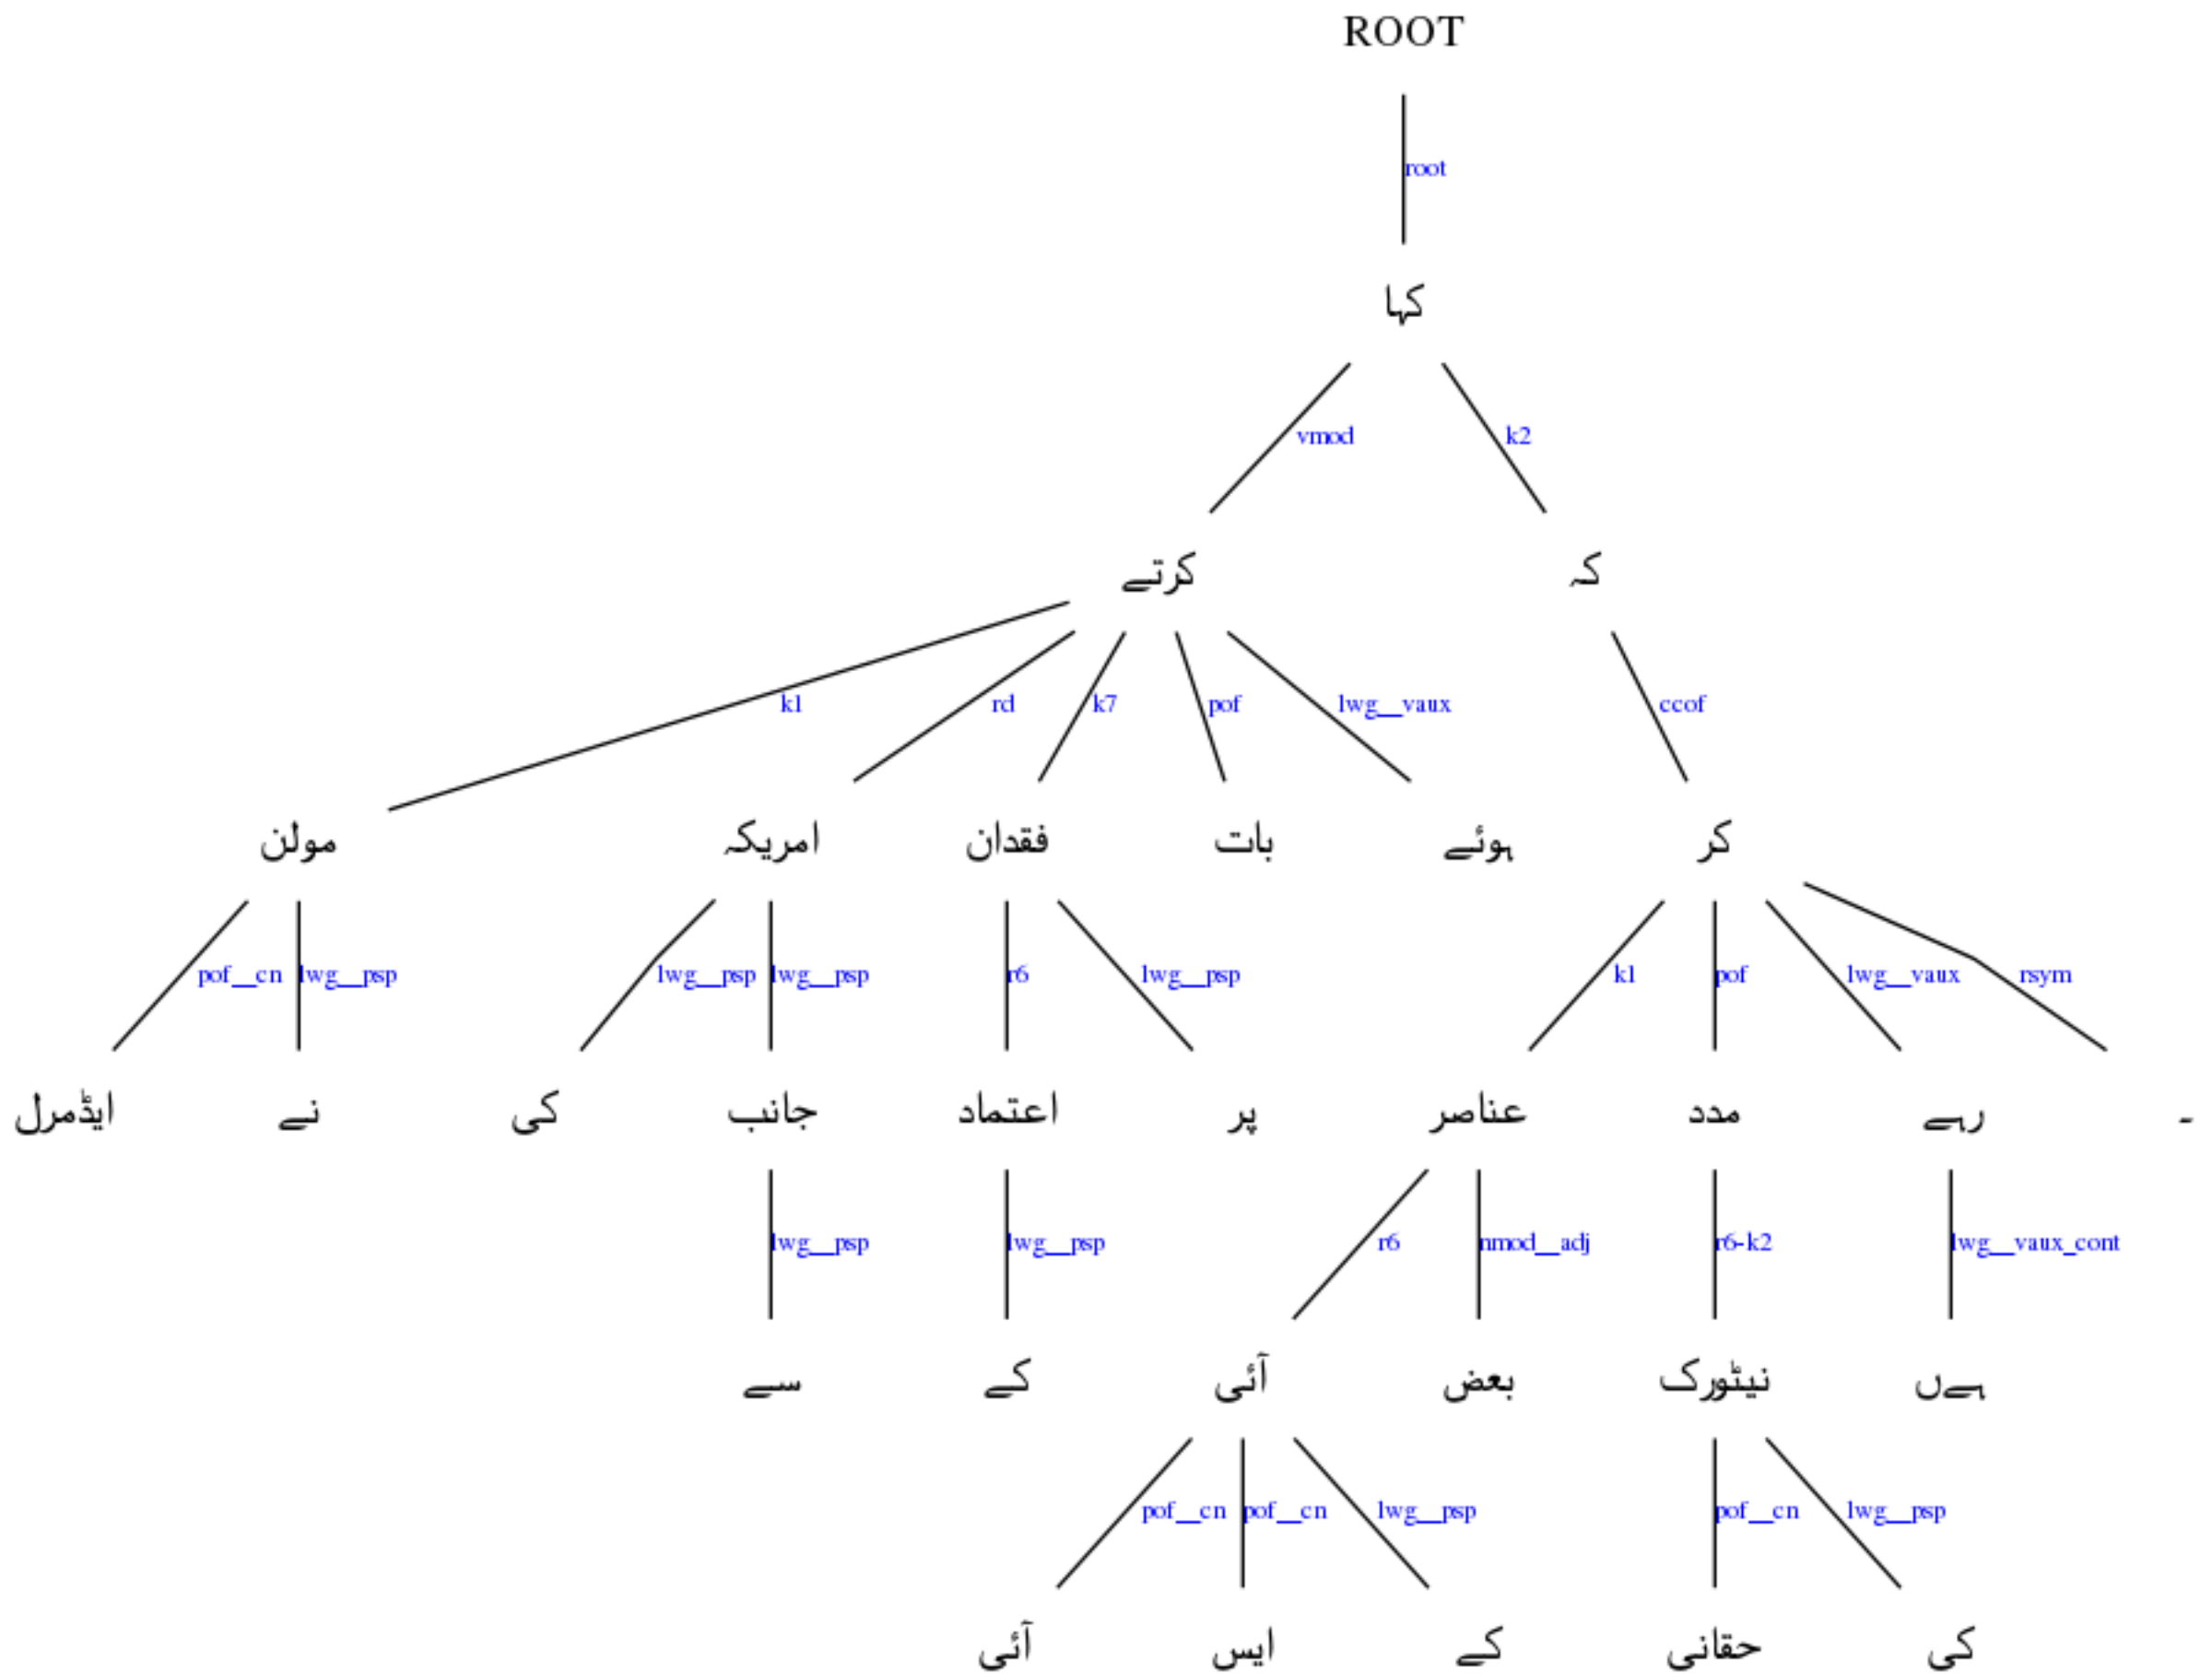 ROOT
root
کہا
vmod k2
کرتے کہ
k1 rd k7 pof lwg__vaux ccof
مولن امریکہ فقدان بات ہوئے کر
pof__cn lwg__psp lwg__psp lwg__psp r6 lwg__psp k1 pof lwg__vaux rsym
ایڈمرل نے کی جانب اعتماد پر عناصر مدد رہے ۔
lwg__psp lwg__psp r6 nmod__adj r6-k2 lwg__vaux_cont
سے کے آئی بعض نیٹورک ہےں
pof__cn pof__cn lwg__psp pof__cn lwg__psp
آئی ایس کے حقانی کی